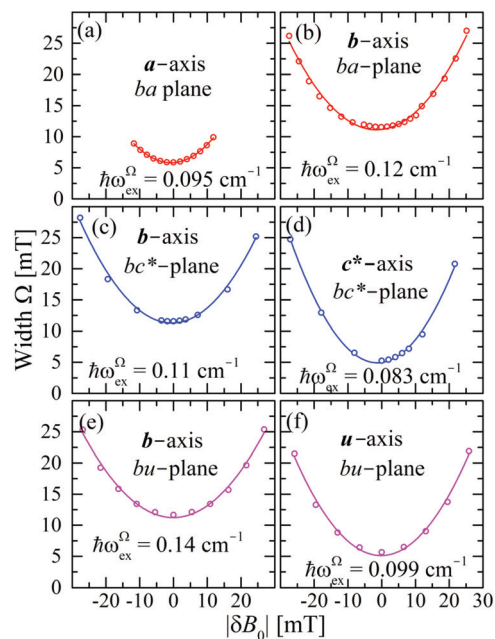 (a)
a-axis
ba plane
ħω_ex^Ω = 0.095 cm⁻¹
(b)
b-axis
ba-plane
ħω_ex^Ω = 0.12 cm⁻¹
25
20
15
10
5
0
(c)
b-axis
bc*-plane
ħω_ex^Ω = 0.11 cm⁻¹
(d)
c*-axis
bc*-plane
ħω_ex^Ω = 0.083 cm⁻¹
25
20
15
10
5
0
Width Ω [mT]
(e)
b-axis
bu-plane
ħω_ex^Ω = 0.14 cm⁻¹
(f)
u-axis
bu-plane
ħω_ex^Ω = 0.099 cm⁻¹
25
20
15
10
5
0
-20 -10 0 10 20
-20 -10 0 10 20
|δB₀| [mT]